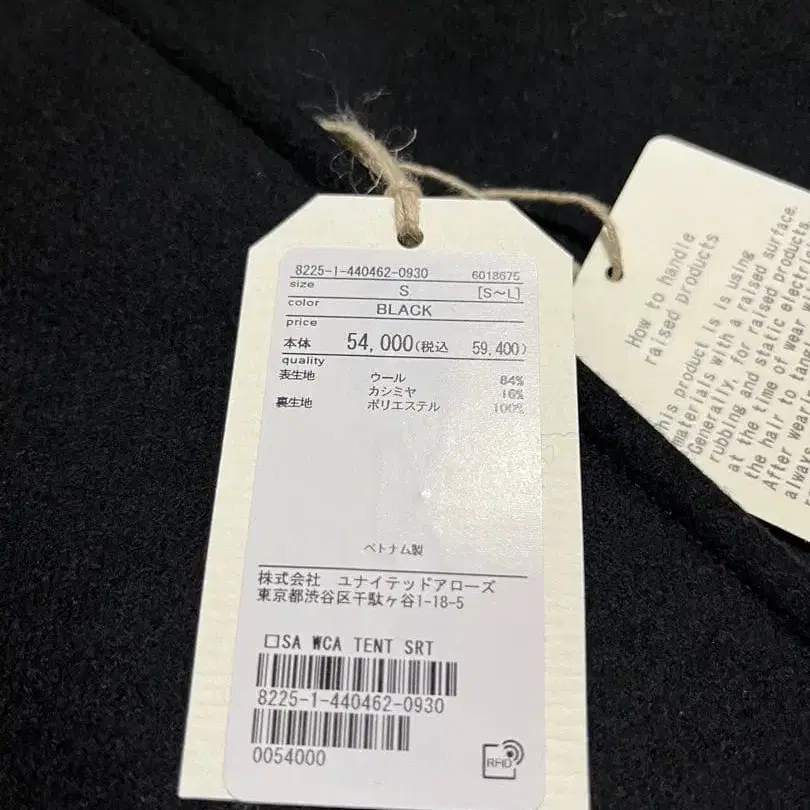 8225-1-440462-0930 6018675
size S [S～L]
color BLACK
price
本体 54,000(税込 59,400)
quality
表生地 ウール 84%
カシミヤ 16%
裏生地 ポリエステル 100%
ベトナム製
株式会社 ユナイテッドアローズ
東京都渋谷区千駄ヶ谷1-18-5
□SA WCA TENT SRT
8225-1-440462-0930
0054000
RFID
How to handle
raised products
his product is is using
materials with a raised surface.
Generally, for raised products
rubbing and static electri
at the time of wear
the hair to tang
After wear
always